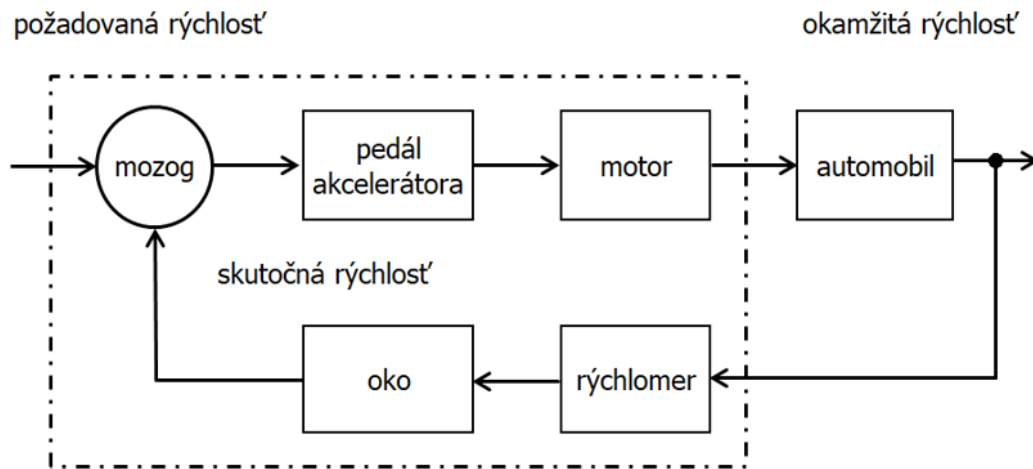 požadovaná rýchlosť
okamžitá rýchlosť
mozog
pedál
akcelerátora
motor
automobil
skutočná rýchlosť
oko
rýchlomer